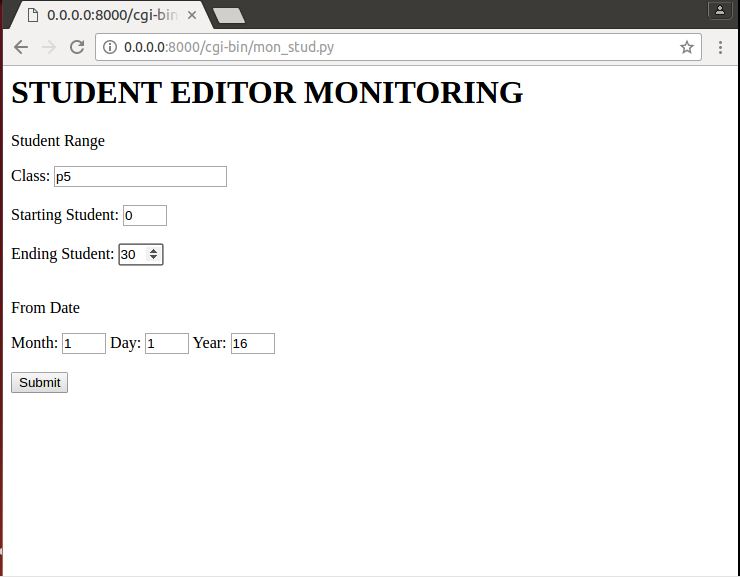 0.0.0.0:8000/cgi-bin
0.0.0.0:8000/cgi-bin/mon_stud.py
STUDENT EDITOR MONITORING
Student Range
Class: p5
Starting Student: 0
Ending Student: 30
From Date
Month: 1 Day: 1 Year: 16
Submit